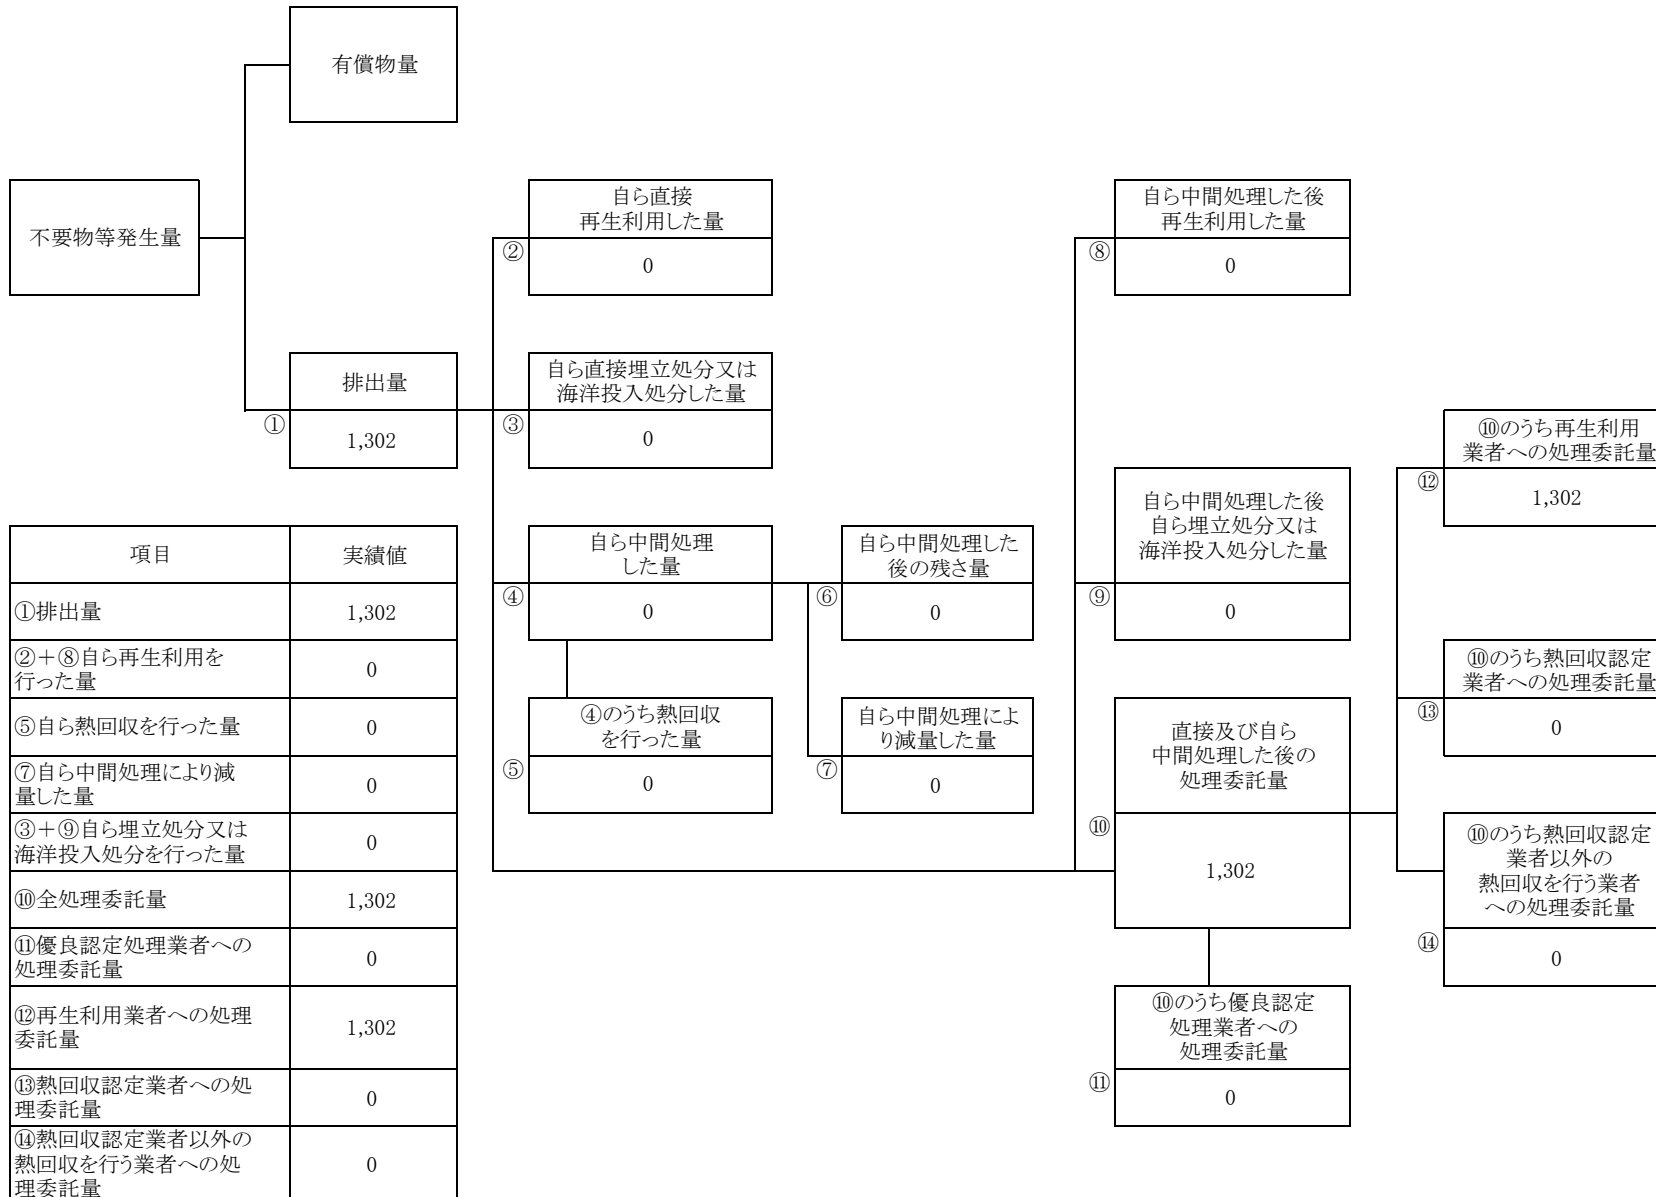 有償物量
不要物等発生量
排出量
①
1,302
自ら直接
再生利用した量
②
0
自ら直接埋立処分又は
海洋投入処分した量
③
0
自ら中間処理
した量
④
0
④のうち熱回収
を行った量
⑤
0
自ら中間処理した
後の残さ量
⑥
0
自ら中間処理によ
り減量した量
⑦
0
自ら中間処理した後
再生利用した量
⑧
0
自ら中間処理した後
自ら埋立処分又は
海洋投入処分した量
⑨
0
直接及び自ら
中間処理した後の
処理委託量
⑩
1,302
⑩のうち優良認定
処理業者への
処理委託量
⑪
0
⑩のうち再生利用
業者への処理委託量
⑫
1,302
⑩のうち熱回収認定
業者への処理委託量
⑬
0
⑩のうち熱回収認定
業者以外の
熱回収を行う業者
への処理委託量
⑭
0
項目 実績値
①排出量 1,302
②+⑧自ら再生利用を
行った量 0
⑤自ら熱回収を行った量 0
⑦自ら中間処理により減
量した量 0
③+⑨自ら埋立処分又は
海洋投入処分を行った量 0
⑩全処理委託量 1,302
⑪優良認定処理業者への
処理委託量 0
⑫再生利用業者への処理
委託量 1,302
⑬熱回収認定業者への処
理委託量 0
⑭熱回収認定業者以外の
熱回収を行う業者への処
理委託量 0